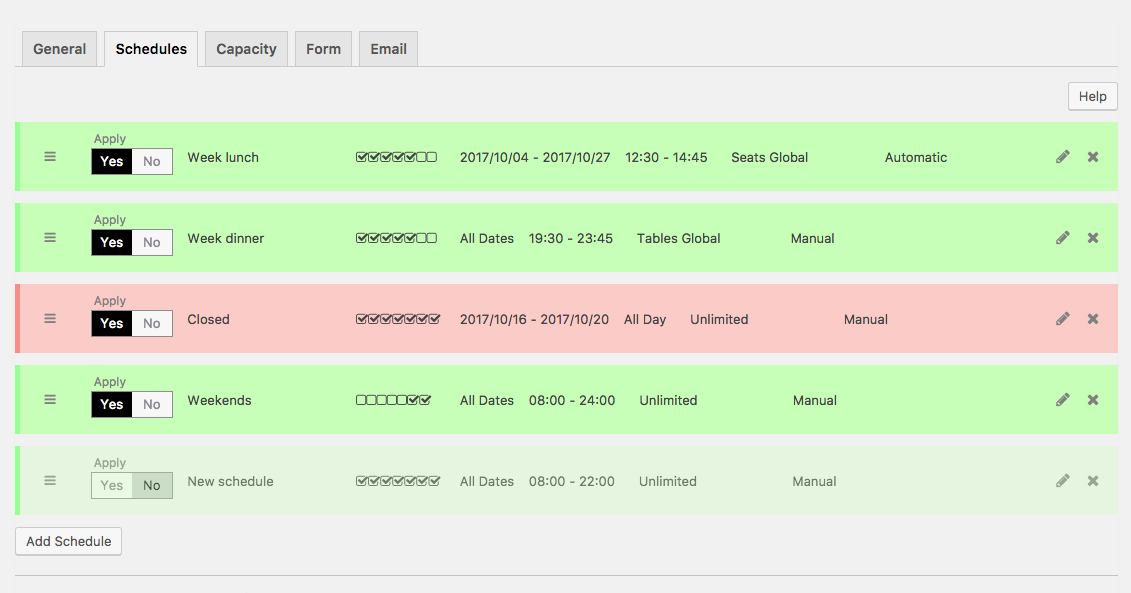 General Schedules Capacity Form Email
Help
Apply
Yes No Week lunch 2017/10/04 - 2017/10/27 12:30 - 14:45 Seats Global Automatic
Apply
Yes No Week dinner All Dates 19:30 - 23:45 Tables Global Manual
Apply
Yes No Closed 2017/10/16 - 2017/10/20 All Day Unlimited Manual
Apply
Yes No Weekends All Dates 08:00 - 24:00 Unlimited Manual
Apply
Yes No New schedule All Dates 08:00 - 22:00 Unlimited Manual
Add Schedule